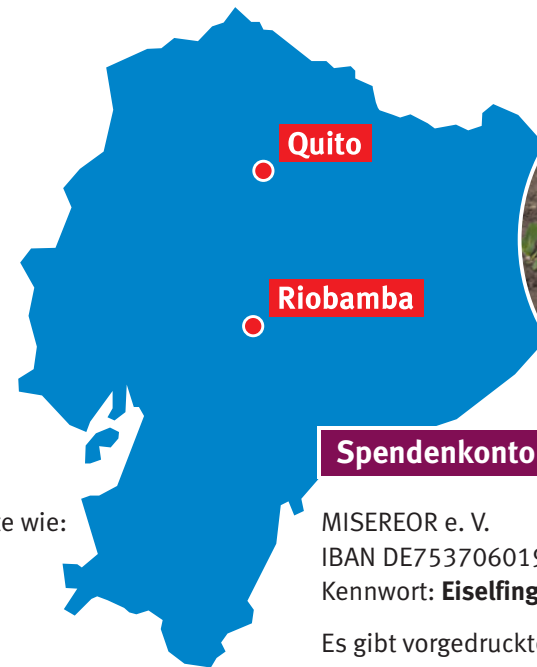 Quito
Riobamba
Spendenkonto
wie:
MISEREOR e. V.
IBAN DE753706019
Kennwort: Eiselfing
Es gibt vorgedruckte